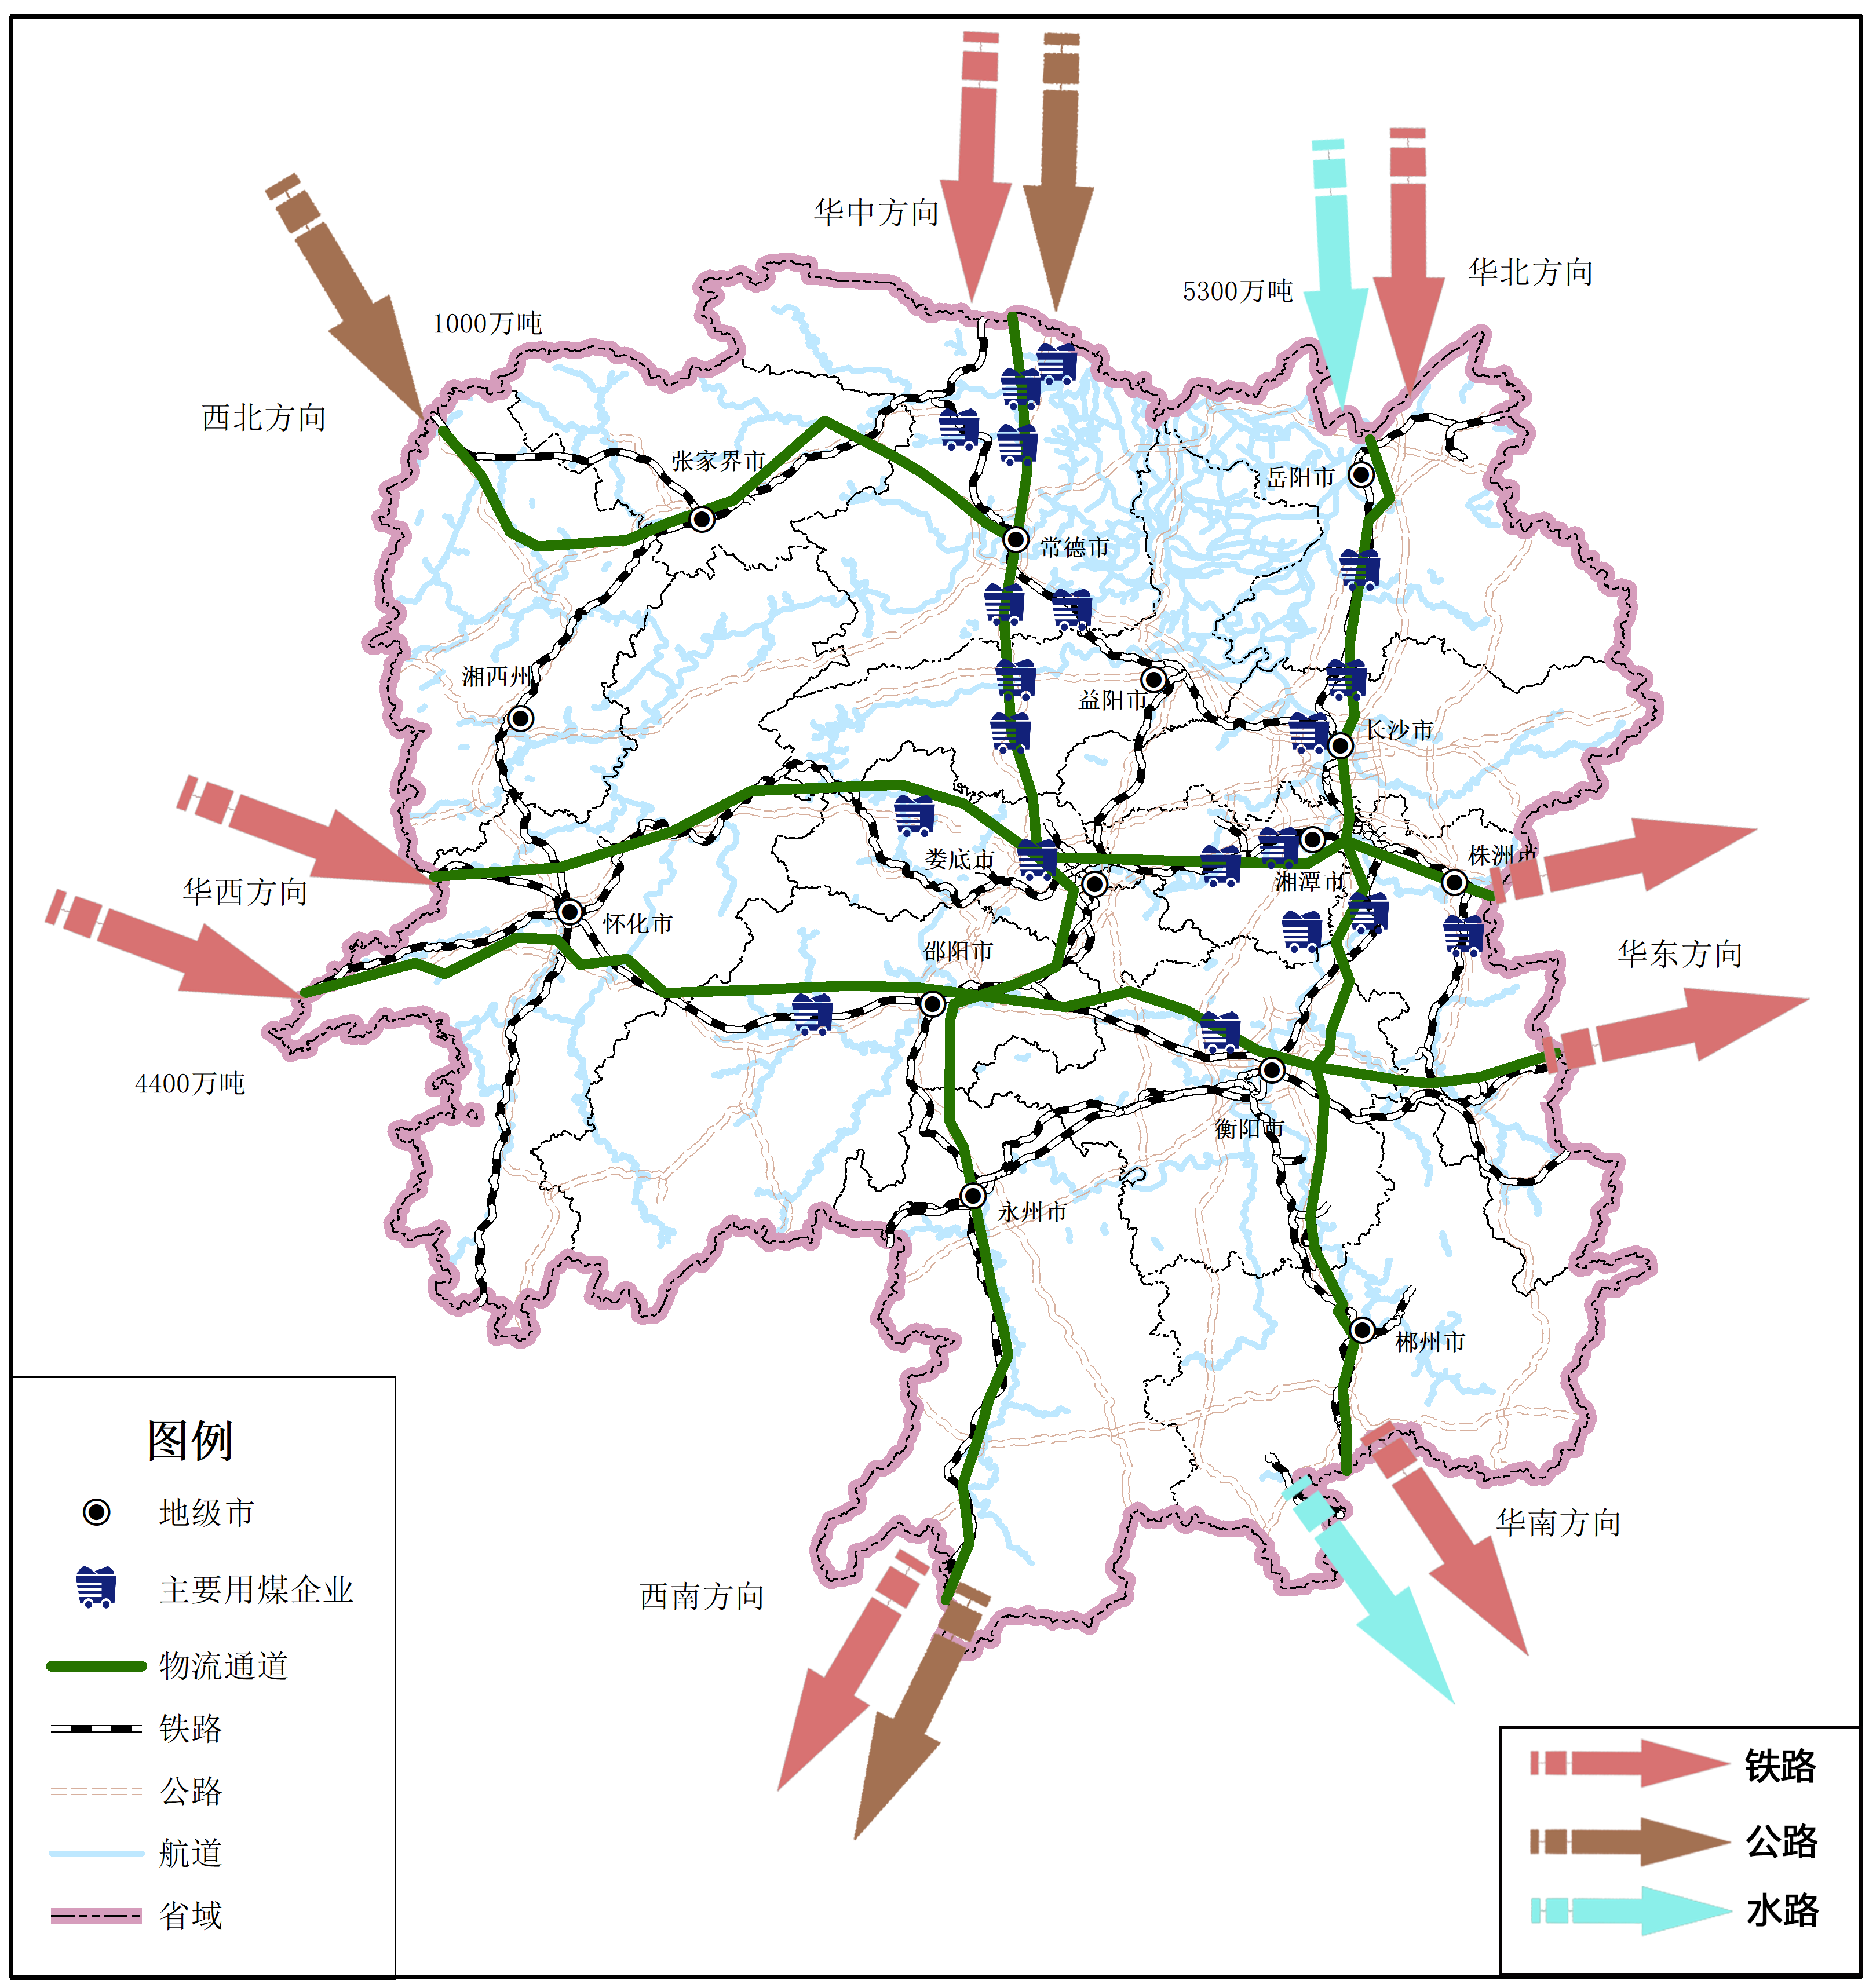 华中方向
5300万吨
华北方向
1000万吨
西北方向
张家界市
岳阳市
常德市
湘西州
益阳市
长沙市
娄底市
株洲市
湘潭市
华西方向
怀化市
邵阳市
华东方向
4400万吨
衡阳市
永州市
郴州市
华南方向
西南方向
图例
地级市
主要用煤企业
物流通道
铁路
公路
航道
省域
铁路
公路
水路